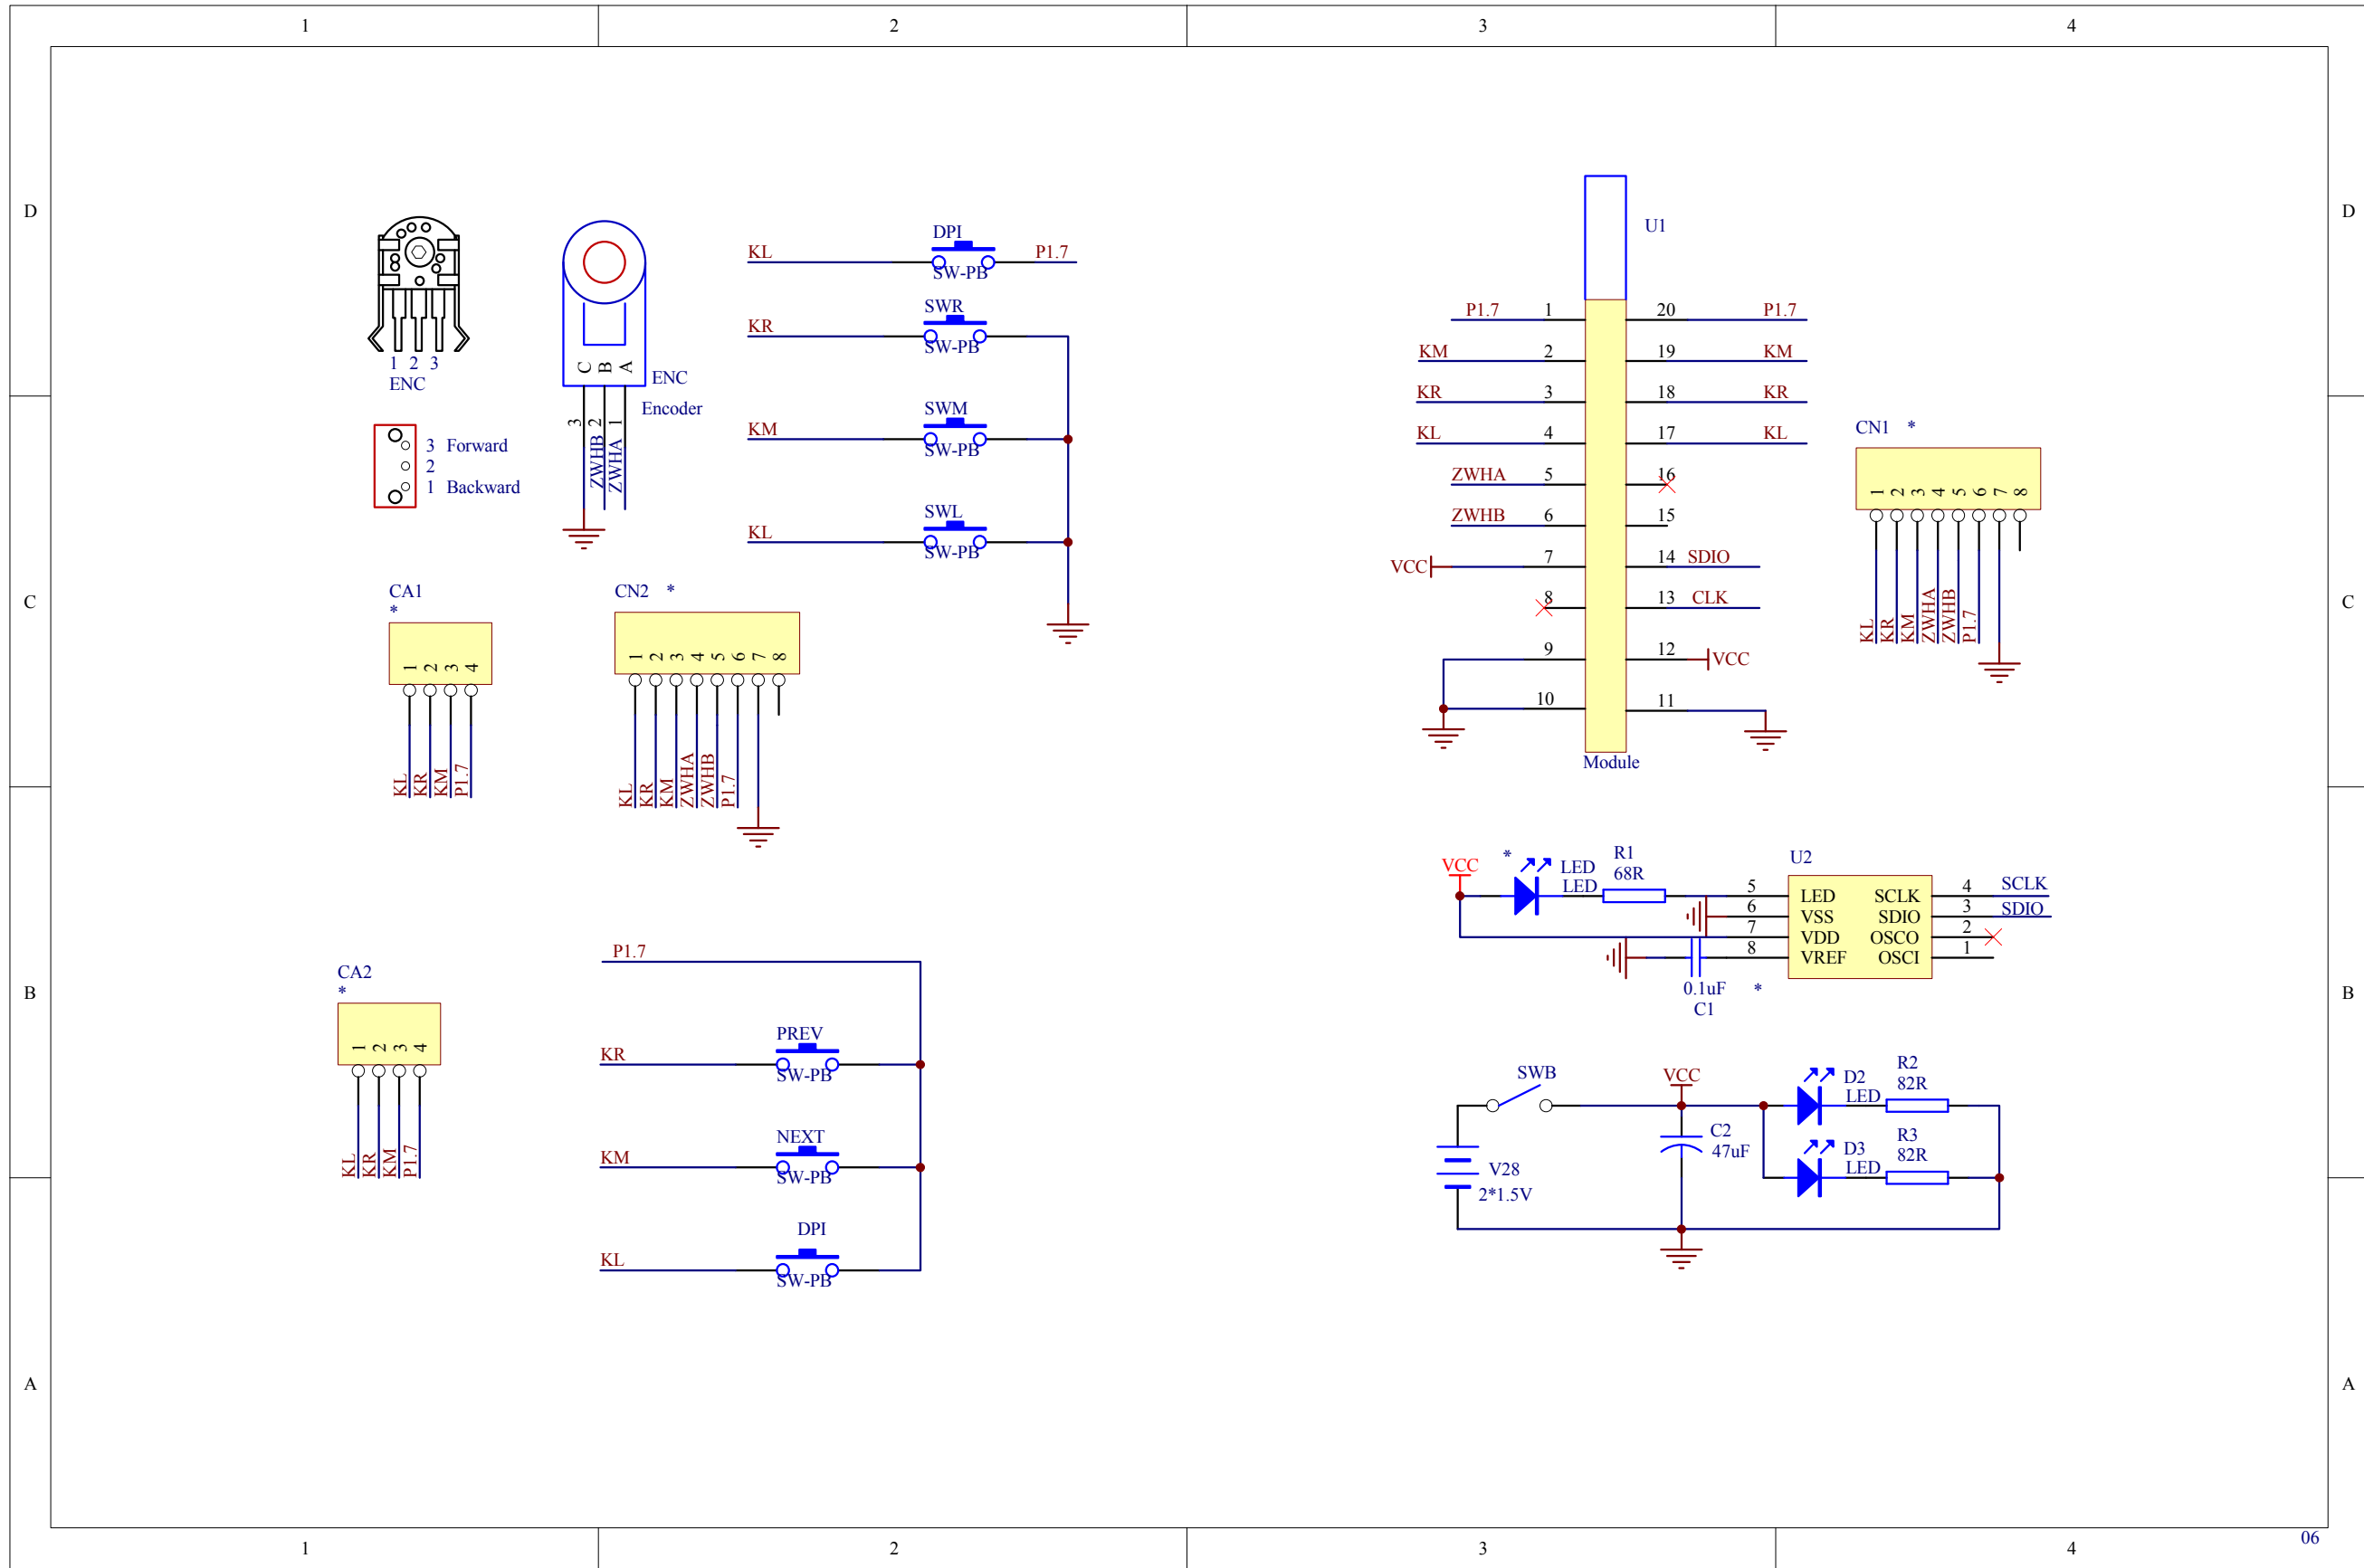 1 2 3 4
D D
1 2 3
ENC
C B A
ENC
Encoder
3 2 1
ZWHB
ZWHA
3 Forward
2
1 Backward
DPI
KL P1.7
SW-PB
SWR
KR
SW-PB
SWM
KM
SW-PB
SWL
KL
SW-PB
U1
P1.7 1 20 P1.7
KM 2 19 KM
KR 3 18 KR
KL 4 17 KL
ZWHA 5 16
ZWHB 6 15
VCC 7 14 SDIO
8 13 CLK
9 12 VCC
10 11
Module
CN1 *
1 2 3 4 5 6 7 8
KL
KR
KM
ZWHA
ZWHB
P1.7
C C
CA1
*
1 2 3 4
KL
KR
KM
P1.7
CN2 *
1 2 3 4 5 6 7 8
KL
KR
KM
ZWHA
ZWHB
P1.7
VCC * LED
LED
R1
68R
U2
5 LED SCLK 4 SCLK
6 VSS SDIO 3 SDIO
7 VDD OSCO 2
8 VREF OSCI 1
0.1uF *
C1
B B
CA2
*
1 2 3 4
KL
KR
KM
P1.7
P1.7
PREV
KR
SW-PB
NEXT
KM
SW-PB
DPI
KL
SW-PB
SWB
VCC
V28
2*1.5V
C2
47uF
D2
LED
R2
82R
D3
LED
R3
82R
A A
06
1 2 3 4